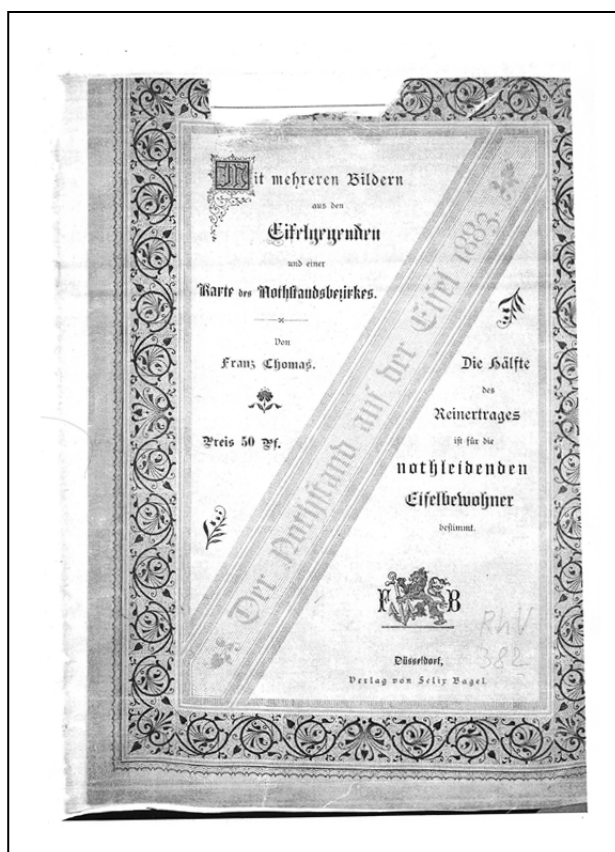 Mit mehreren Bildern
aus den
Eifelgegenden
und einer
Karte des Nothstandsbezirkes.
Von
Franz Thomas.
Preis 50 Pf.
Der Nothstand auf der Eifel 1883.
Die Hälfte
des
Reinertrages
ist für die
nothleidenden
Eifelbewohner
bestimmt.
F B
RhV
382
Düsseldorf,
Verlag von Felix Bagel.